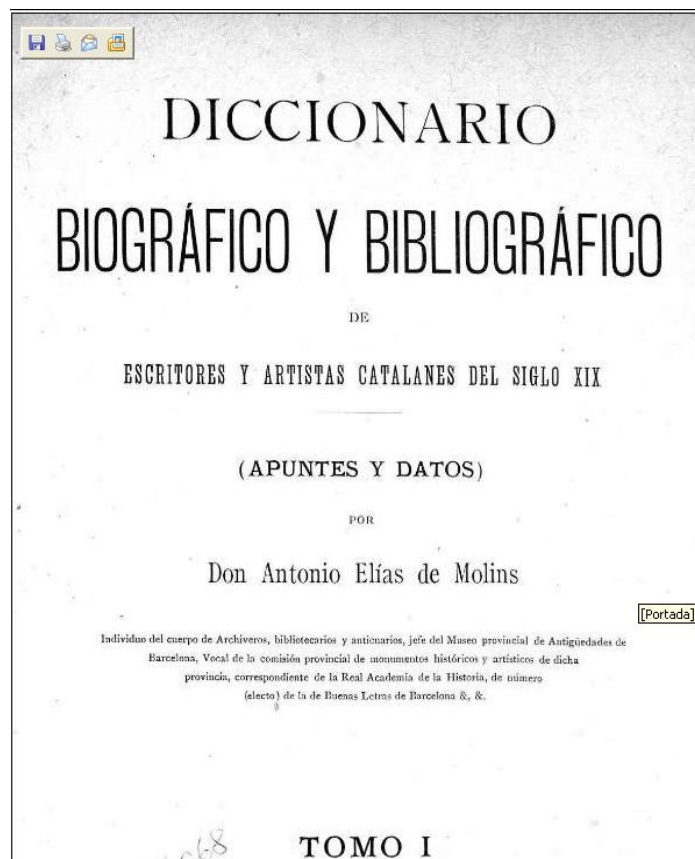 DICCIONARIO
BIOGRÁFICO Y BIBLIOGRÁFICO
DE
ESCRITORES Y ARTISTAS CATALANES DEL SIGLO XIX
(APUNTES Y DATOS)
POR
Don Antonio Elías de Molins
[Portada]
Individuo del cuerpo de Archiveros, bibliotecarios y anticuarios, jefe del Museo provincial de Antigüedades de
Barcelona, Vocal de la comisión provincial de monumentos históricos y artísticos de dicha
provincia, correspondiente de la Real Academia de la Historia, de número
(electo) de la de Buenas Letras de Barcelona &, &.
TOMO I